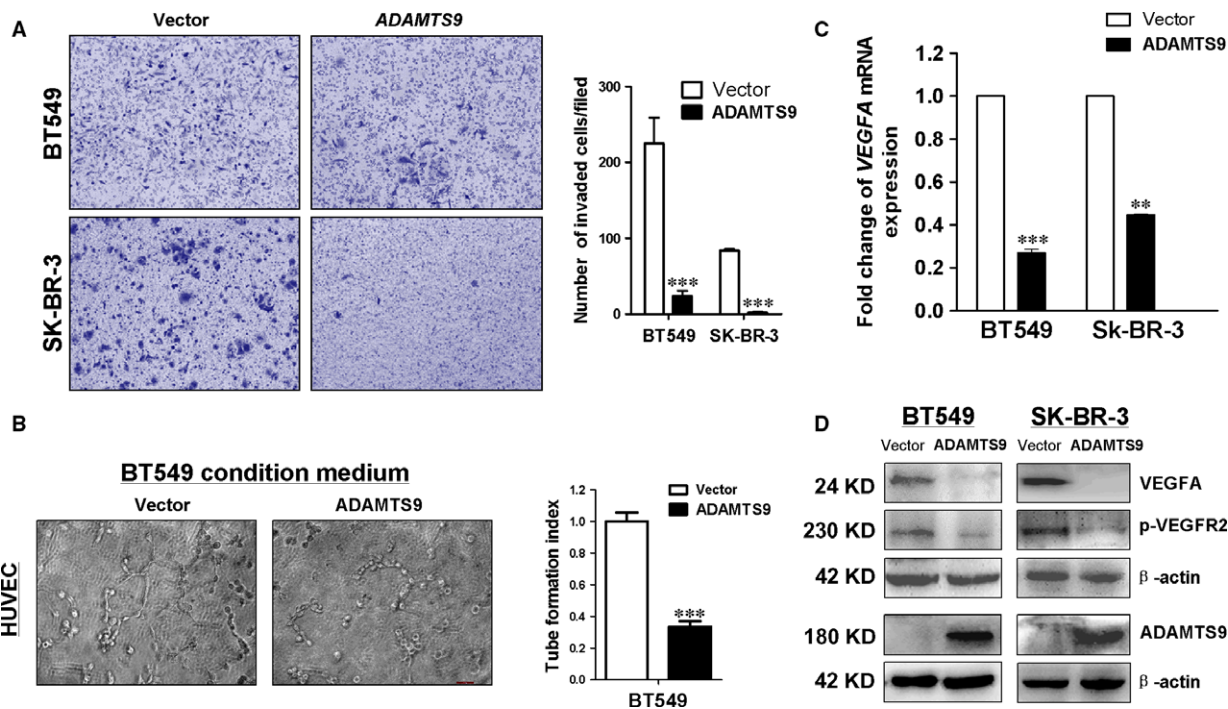 A
Vector
ADAMTS9
BT549
SK-BR-3
Number of invaded cells/filed
300
200
100
0
Vector
ADAMTS9
***
***
BT549
SK-BR-3
C
Vector
ADAMTS9
Fold change of VEGFA mRNA
expression
1.2
1.0
0.8
0.6
0.4
0.2
0.0
***
**
BT549
Sk-BR-3
B
BT549 condition medium
Vector
ADAMTS9
HUVEC
Tube formation index
1.2
1.0
0.8
0.6
0.4
0.2
0.0
Vector
ADAMTS9
***
BT549
D
BT549
SK-BR-3
Vector ADAMTS9
Vector ADAMTS9
24 KD
VEGFA
230 KD
p-VEGFR2
42 KD
β-actin
180 KD
ADAMTS9
42 KD
β-actin